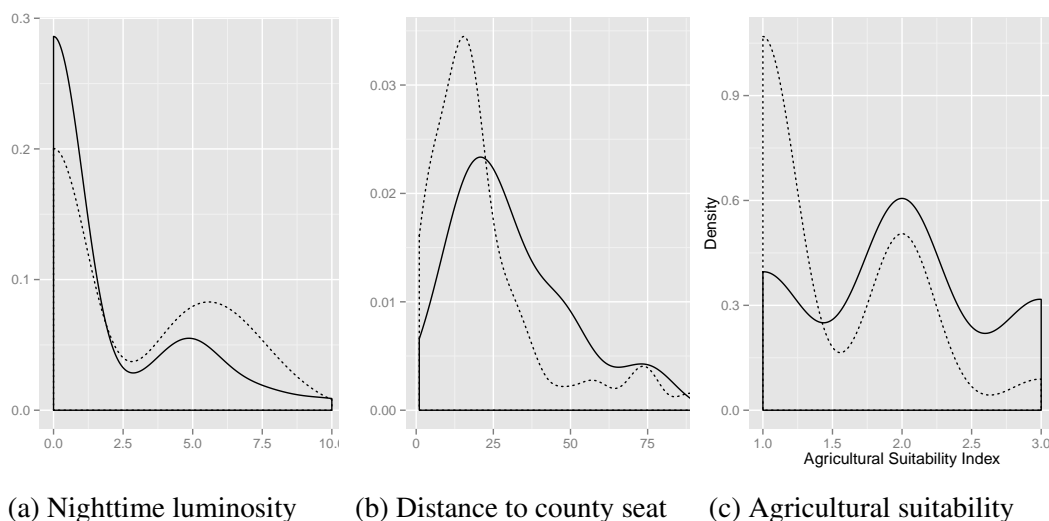 0.3
0.2
0.1
0.0
0.0 2.5 5.0 7.5 10.0
0.03
0.02
0.01
0.00
0 25 50 75
Density
0.9
0.6
0.3
0.0
1.0 1.5 2.0 2.5 3.0
Agricultural Suitability Index
(a) Nighttime luminosity
(b) Distance to county seat
(c) Agricultural suitability